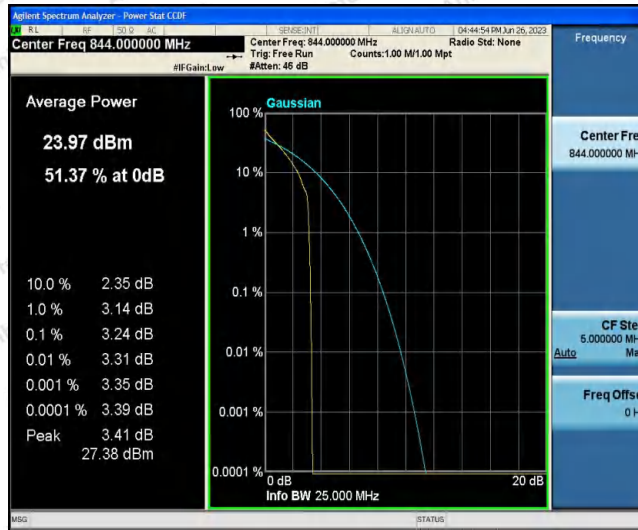 Agilent Spectrum Analyzer - Power Stat CCDF
RL RF 50 Ω AC SENSE:INT ALIGN AUTO 04:44:54 PM Jun 26, 2023
Center Freq 844.000000 MHz
Center Freq: 844.000000 MHz Radio Std: None
Trig: Free Run Counts:1.00 M/1.00 Mpt
#IFGain:Low #Atten: 46 dB
Frequency
Average Power
23.97 dBm
51.37 % at 0dB
10.0 % 2.35 dB
1.0 % 3.14 dB
0.1 % 3.24 dB
0.01 % 3.31 dB
0.001 % 3.35 dB
0.0001 % 3.39 dB
Peak 3.41 dB
27.38 dBm
Gaussian
100 %
10 %
1 %
0.1 %
0.01 %
0.001 %
0.0001 %
0 dB 20 dB
Info BW 25.000 MHz
Center Fre
844.000000 MH
CF Ste
5.000000 MH
Auto Ma
Freq Offse
0 H
MSG STATUS